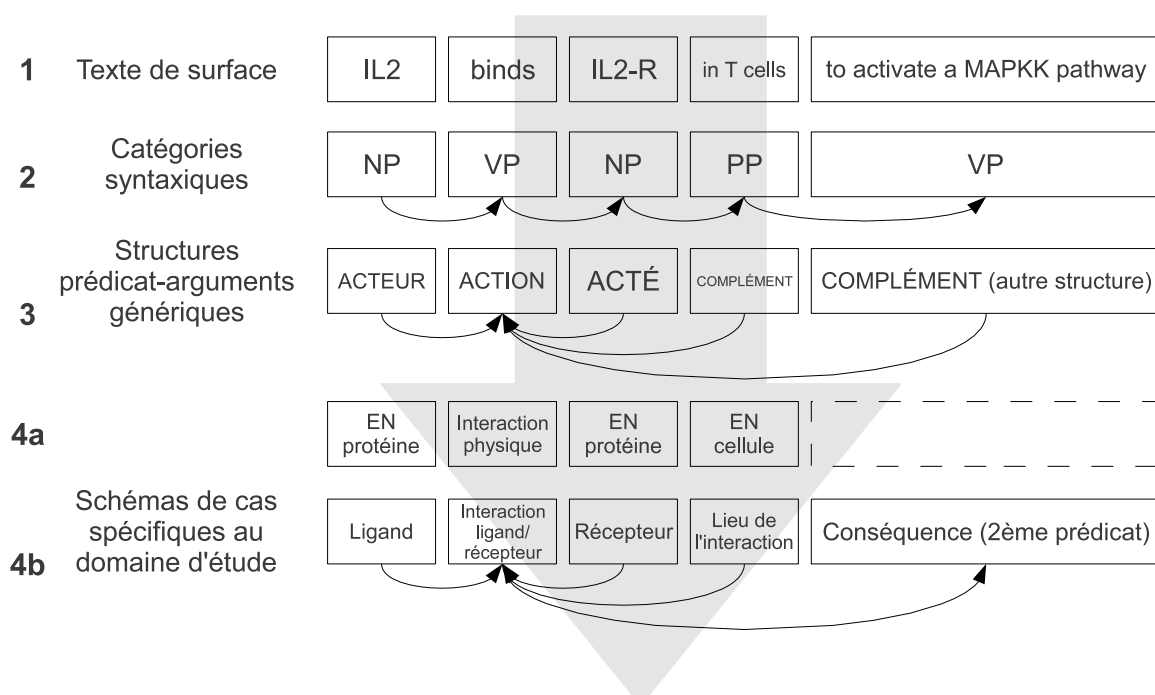 1 Texte de surface IL2 binds IL2-R in T cells to activate a MAPKK pathway
Catégories
2 syntaxiques NP VP NP PP VP
Structures
prédicat-arguments
3 génériques ACTEUR ACTION ACTÉ COMPLÉMENT COMPLÉMENT (autre structure)
4a
EN
protéine
Interaction
physique
EN
protéine
EN
cellule
Schémas de cas
spécifiques au
4b domaine d'étude
Ligand
Interaction
ligand/
récepteur
Récepteur
Lieu de
l'interaction
Conséquence (2ème prédicat)